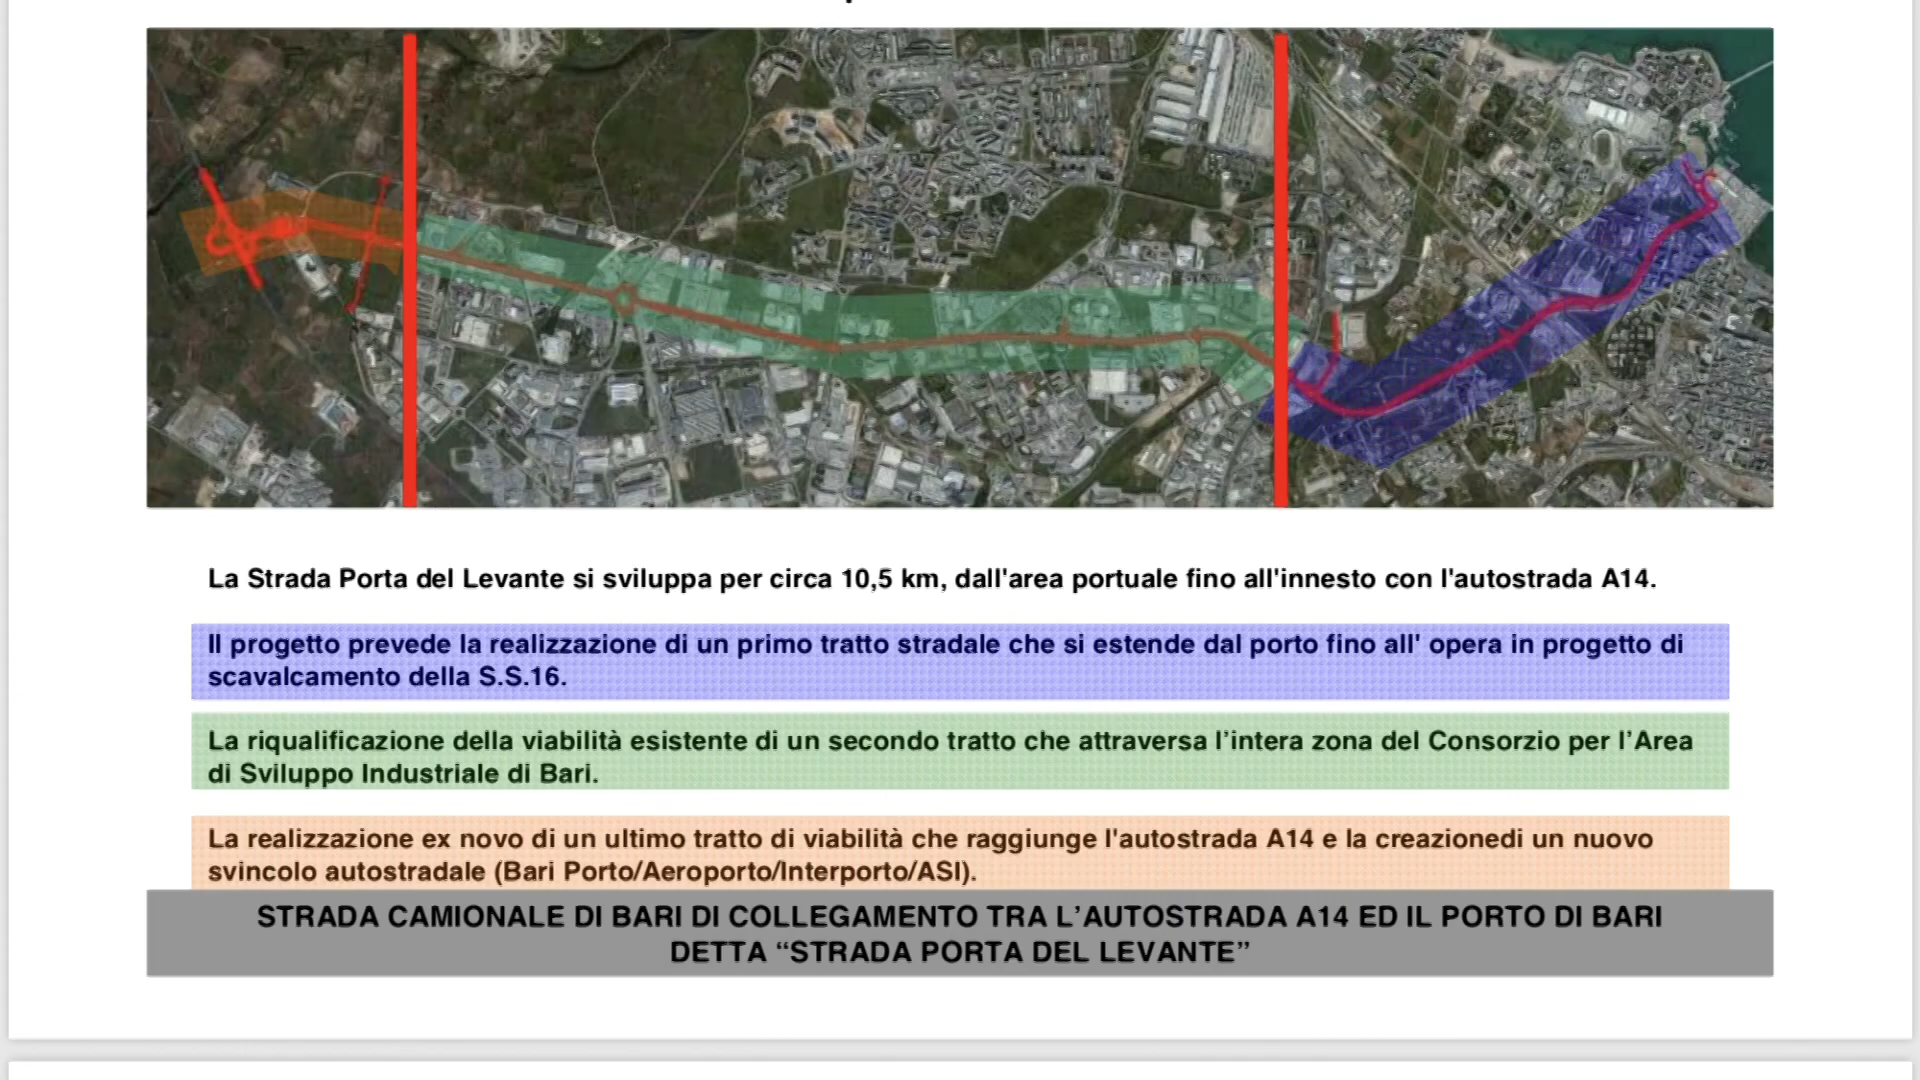 La Strada Porta del Levante si sviluppa per circa 10,5 km, dall'area portuale fino all'innesto con l'autostrada A14.
Il progetto prevede la realizzazione di un primo tratto stradale che si estende dal porto fino all' opera in progetto di
scavalcamento della S.S.16.
La riqualificazione della viabilità esistente di un secondo tratto che attraversa l’intera zona del Consorzio per l’Area
di Sviluppo Industriale di Bari.
La realizzazione ex novo di un ultimo tratto di viabilità che raggiunge l'autostrada A14 e la creazionedi un nuovo
svincolo autostradale (Bari Porto/Aeroporto/Interporto/ASI).
STRADA CAMIONALE DI BARI DI COLLEGAMENTO TRA L’AUTOSTRADA A14 ED IL PORTO DI BARI
DETTA “STRADA PORTA DEL LEVANTE”